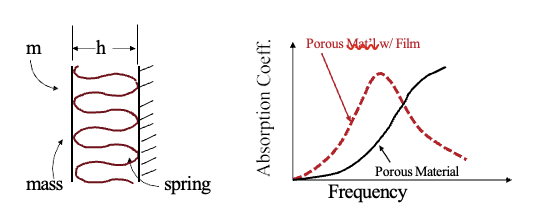 m
h
mass
spring
Absorption Coeff.
Porous Mat'l w/ Film
Porous Material
Frequency